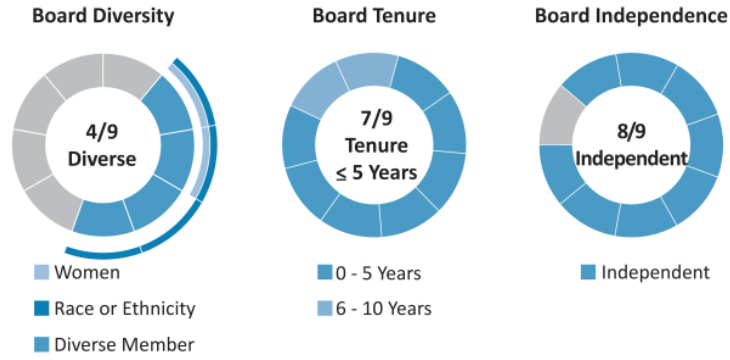 Board Diversity
4/9
Diverse
Women
Race or Ethnicity
Diverse Member
Board Tenure
7/9
Tenure
≤ 5 Years
0 - 5 Years
6 - 10 Years
Board Independence
8/9
Independent
Independent